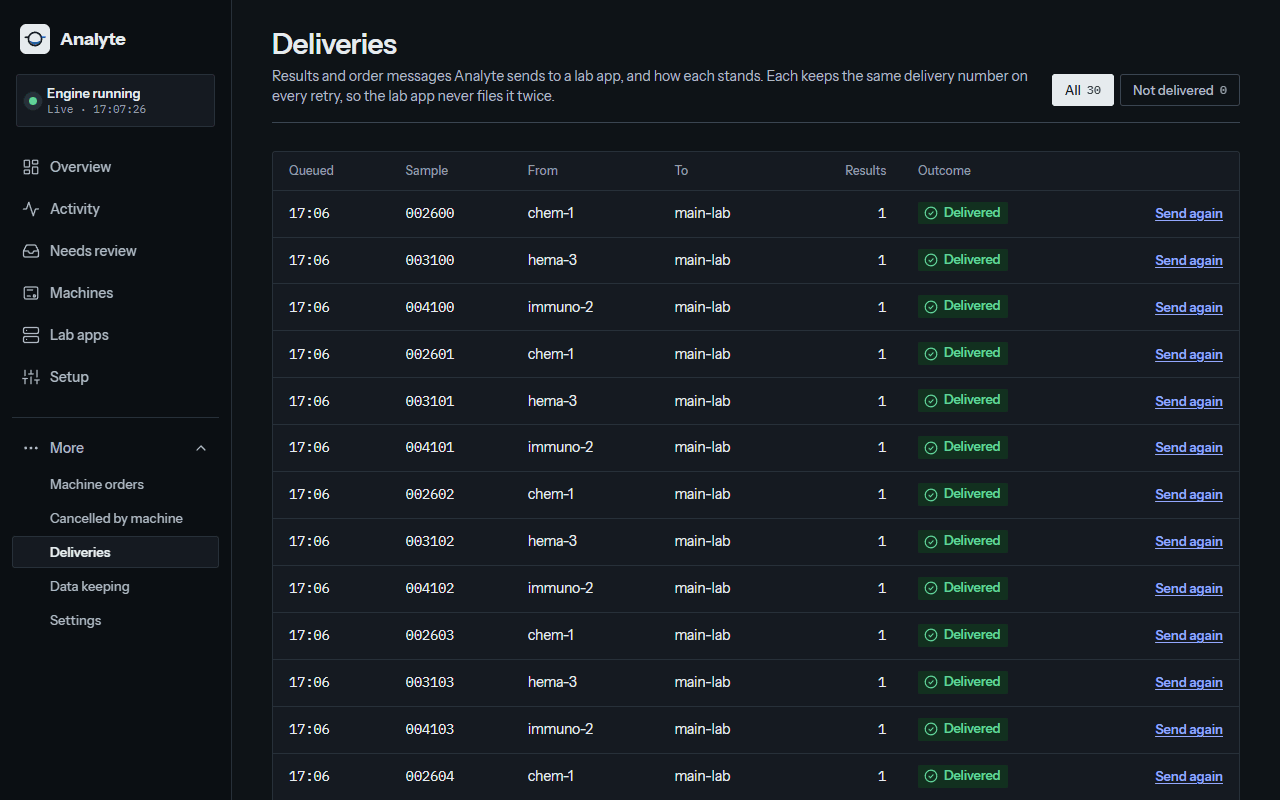 Analyte
Engine running
Live · 17:07:26
Overview
Activity
Needs review
Machines
Lab apps
Setup
More
Machine orders
Cancelled by machine
Deliveries
Data keeping
Settings
Deliveries
Results and order messages Analyte sends to a lab app, and how each stands. Each keeps the same delivery number on
every retry, so the lab app never files it twice.
All 30
Not delivered 0
Queued Sample From To Results Outcome
17:06 002600 chem-1 main-lab 1 Delivered Send again
17:06 003100 hema-3 main-lab 1 Delivered Send again
17:06 004100 immuno-2 main-lab 1 Delivered Send again
17:06 002601 chem-1 main-lab 1 Delivered Send again
17:06 003101 hema-3 main-lab 1 Delivered Send again
17:06 004101 immuno-2 main-lab 1 Delivered Send again
17:06 002602 chem-1 main-lab 1 Delivered Send again
17:06 003102 hema-3 main-lab 1 Delivered Send again
17:06 004102 immuno-2 main-lab 1 Delivered Send again
17:06 002603 chem-1 main-lab 1 Delivered Send again
17:06 003103 hema-3 main-lab 1 Delivered Send again
17:06 004103 immuno-2 main-lab 1 Delivered Send again
17:06 002604 chem-1 main-lab 1 Delivered Send again